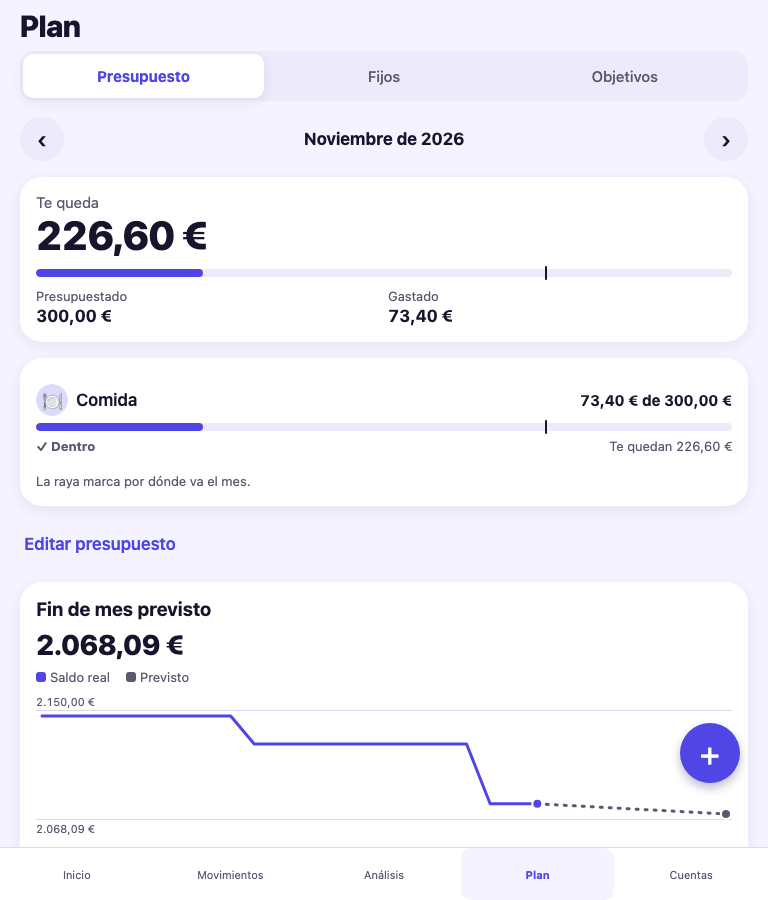 Plan
Presupuesto
Fijos
Objetivos
‹
Noviembre de 2026
›
Te queda
226,60 €
Presupuestado
Gastado
300,00 €
73,40 €
Comida
73,40 € de 300,00 €
✓ Dentro
Te quedan 226,60 €
La raya marca por dónde va el mes.
Editar presupuesto
Fin de mes previsto
2.068,09 €
Saldo real
Previsto
2.150,00 €
+
2.068,09 €
Inicio
Movimientos
Análisis
Plan
Cuentas